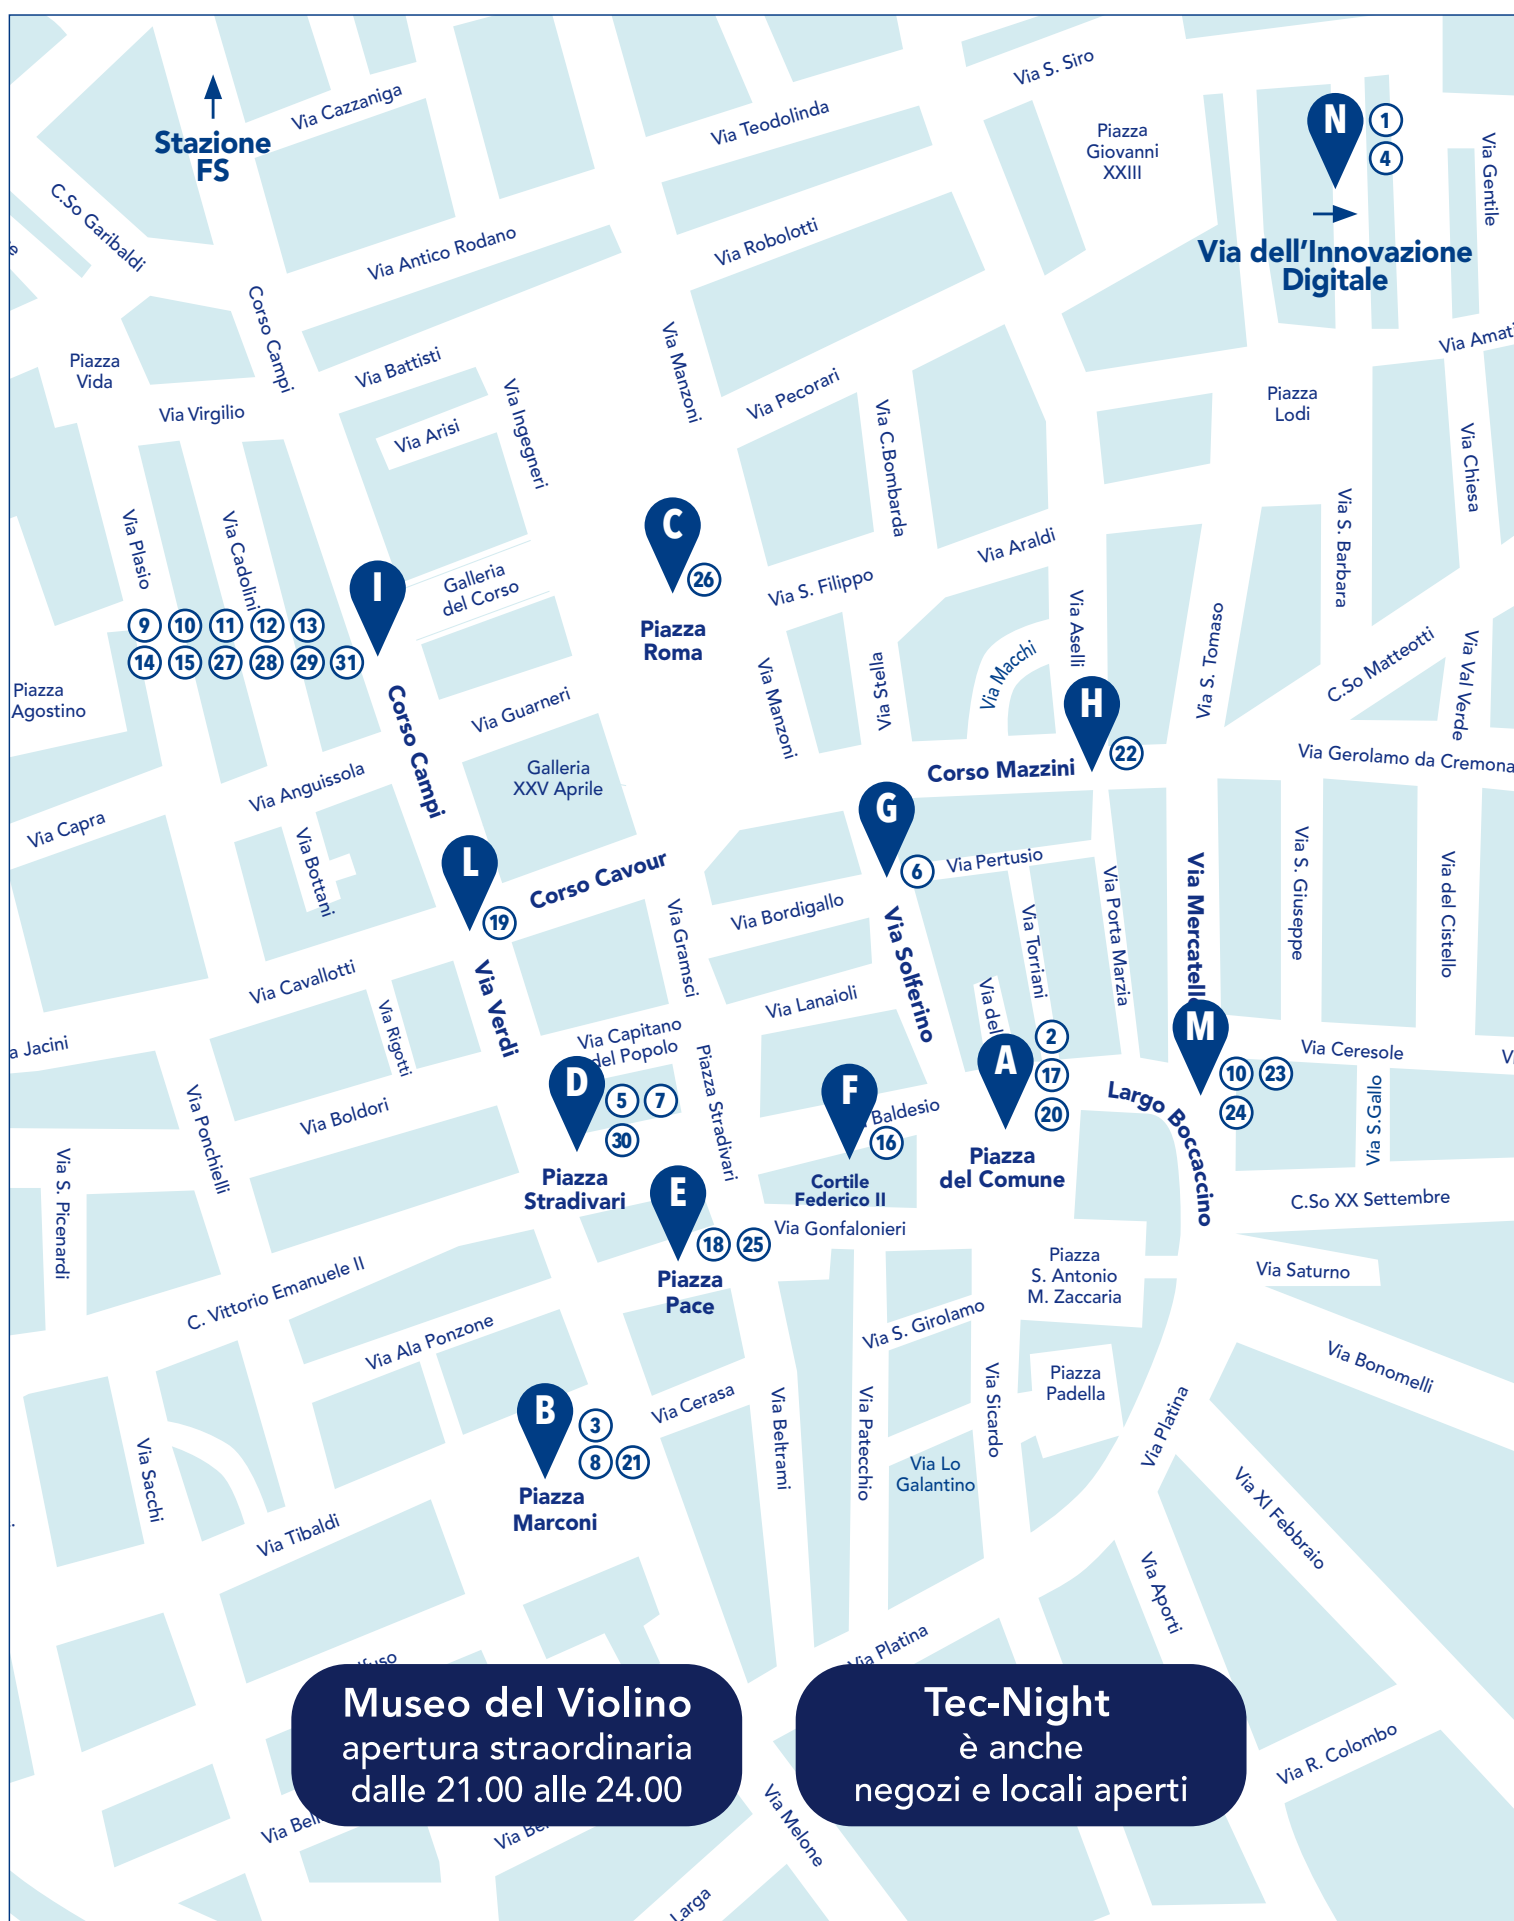 Via S. Siro
Via Cazzaniga
Via Teodolinda
Stazione
FS
Piazza
Giovanni
XXIII
N
1
4
Via Gentile
C.So Garibaldi
Via Antico Rodano
Via Robolotti
Via dell'Innovazione
Digitale
Corso Campi
Via Manzoni
Via Amati
Piazza
Vida
Via Battisti
Via Virgilio
Via Arisi
Via Ingegneri
Via Pecorari
Via C.Bombarda
Piazza
Lodi
Via Chiesa
Via Plasio
Via Cadolini
C
26
Piazza
Roma
Galleria
del Corso
Via S. Filippo
Via Araldi
Via S. Barbara
I
9 10 11 12 13
14 15 27 28 29 31
Via Aselli
Via S. Tomaso
C.So Matteotti
Via Val Verde
Via Macchi
Via Stella
Via Manzoni
Piazza
Agostino
Corso Campi
Via Guarneri
H
22
Corso Mazzini
Via Gerolamo da Cremona
Galleria
XXV Aprile
Via Anguissola
Via Capra
Via Bottani
G
6
Via Pertusio
L
19
Corso Cavour
Via Bordigallo
Via Gramsci
Via Solferino
Via Torriani
Via Porta Marzia
Via Mercatell
Via S. Giuseppe
Via del Cistello
Via Cavallotti
Via Rigotti
Via Verdi
Via Lanaioli
Via del
Jacini
Via Capitano
del Popolo
Piazza Stradivari
M
10 23
24
Via Ceresole
Via S.Gallo
A
2
17
20
Piazza
del Comune
Largo Boccaccino
D
5 7
30
Piazza
Stradivari
F
16
Baldesio
Cortile
Federico II
Via Ponchielli
Via Boldori
Via S. Picenardi
E
18 25
Piazza
Pace
Via Gonfalonieri
C.So XX Settembre
Piazza
S. Antonio
M. Zaccaria
Via Saturno
C. Vittorio Emanuele II
Via Ala Ponzone
Via S. Girolamo
Via Bonomelli
Piazza
Padella
Via Sicardo
Via Platina
B
3
8 21
Piazza
Marconi
Via Cerasa
Via Beltrami
Via Patecchio
Via Lo
Galantino
Via Sacchi
Via Tibaldi
Via XI Febbraio
Via Aporti
Via Platina
Museo del Violino
apertura straordinaria
dalle 21.00 alle 24.00
Tec-Night
è anche
negozi e locali aperti
Via R. Colombo
Via Melone
Larga